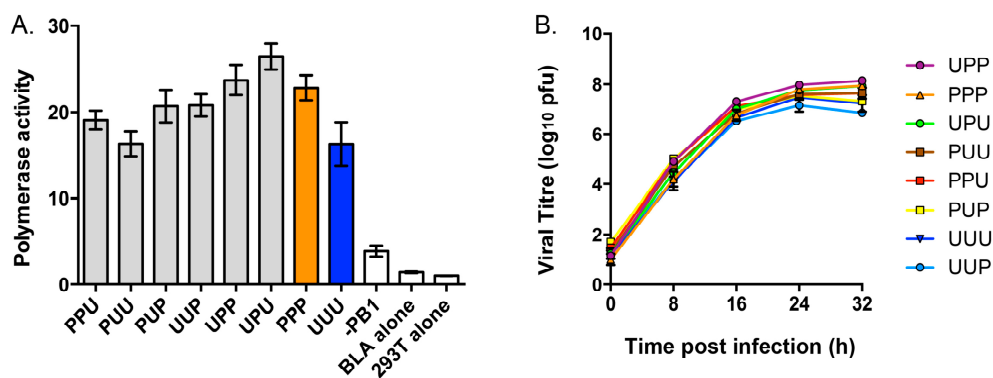 A.
Polymerase activity
30
20
10
0
PPU
PUU
PUP
UUP
UPP
UPU
PPP
UUU
-PB1
BLA alone
293T alone
B.
Viral Titre (log10 pfu)
10
8
6
4
2
0
0 8 16 24 32
Time post infection (h)
UPP
PPP
UPU
PUU
PPU
PUP
UUU
UUP